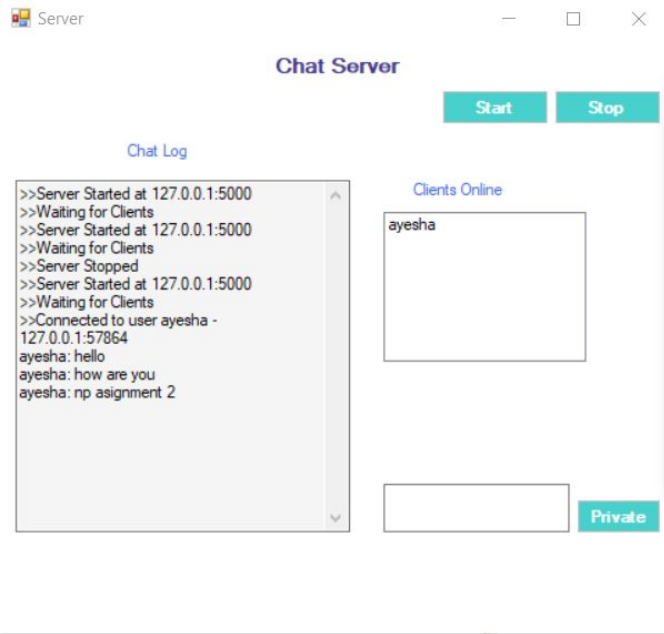 Server
Chat Server
Start
Stop
Chat Log
Clients Online
>>Server Started at 127.0.0.1:5000
>>Waiting for Clients
>>Server Started at 127.0.0.1:5000
>>Waiting for Clients
>>Server Stopped
>>Server Started at 127.0.0.1:5000
>>Waiting for Clients
>>Connected to user ayesha -
127.0.0.1:57864
ayesha: hello
ayesha: how are you
ayesha: np asignment 2
ayesha
Private